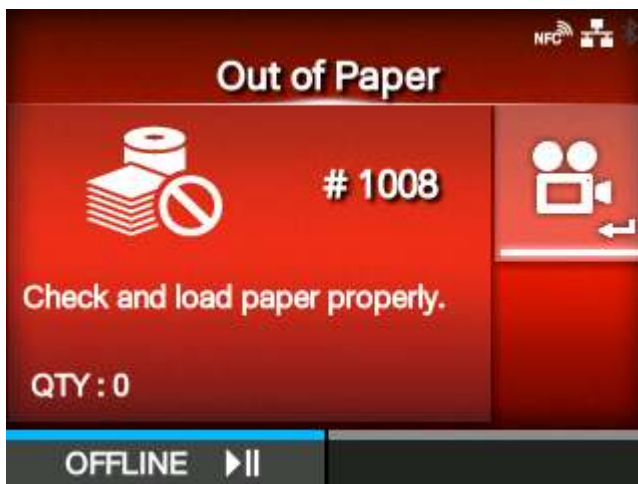 NFC
Out of Paper
# 1008
Check and load paper properly.
QTY : 0
OFFLINE